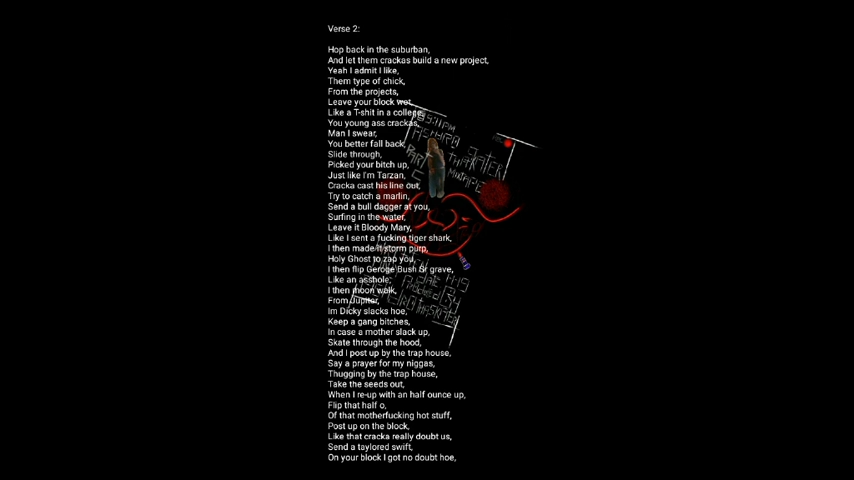 Verse 2:
Hop back in the suburban,
And let them crackas build a new project,
Yeah I admit I like,
Them type of chick,
From the projects,
Leave your block wet,
Like a T-shit in a college,
You young ass crackas,
Man I swear,
You better fall back,
Slide through,
Picked your bitch up,
Just like I'm Tarzan,
Cracka cast his line out,
Try to catch a marlin,
Send a bull dagger at you,
Surfing in the water,
Leave it Bloody Mary,
Like I sent a fucking tiger shark,
I then made it storm purp,
Holy Ghost to zap you,
I then flip Geroge Bush Sr grave,
Like an asshole,
I then moon walk,
From Jupiter,
Im Dicky slacks hoe,
Keep a gang bitches,
In case a mother slack up,
Skate through the hood,
And I post up by the trap house,
Say a prayer for my niggas,
Thugging by the trap house,
Take the seeds out,
When I re-up with an half ounce up,
Flip that half o,
Of that motherfucking hot stuff,
Post up on the block,
Like that cracka really doubt us,
Send a taylored swift,
On your block I got no doubt hoe,
MIXTAPE